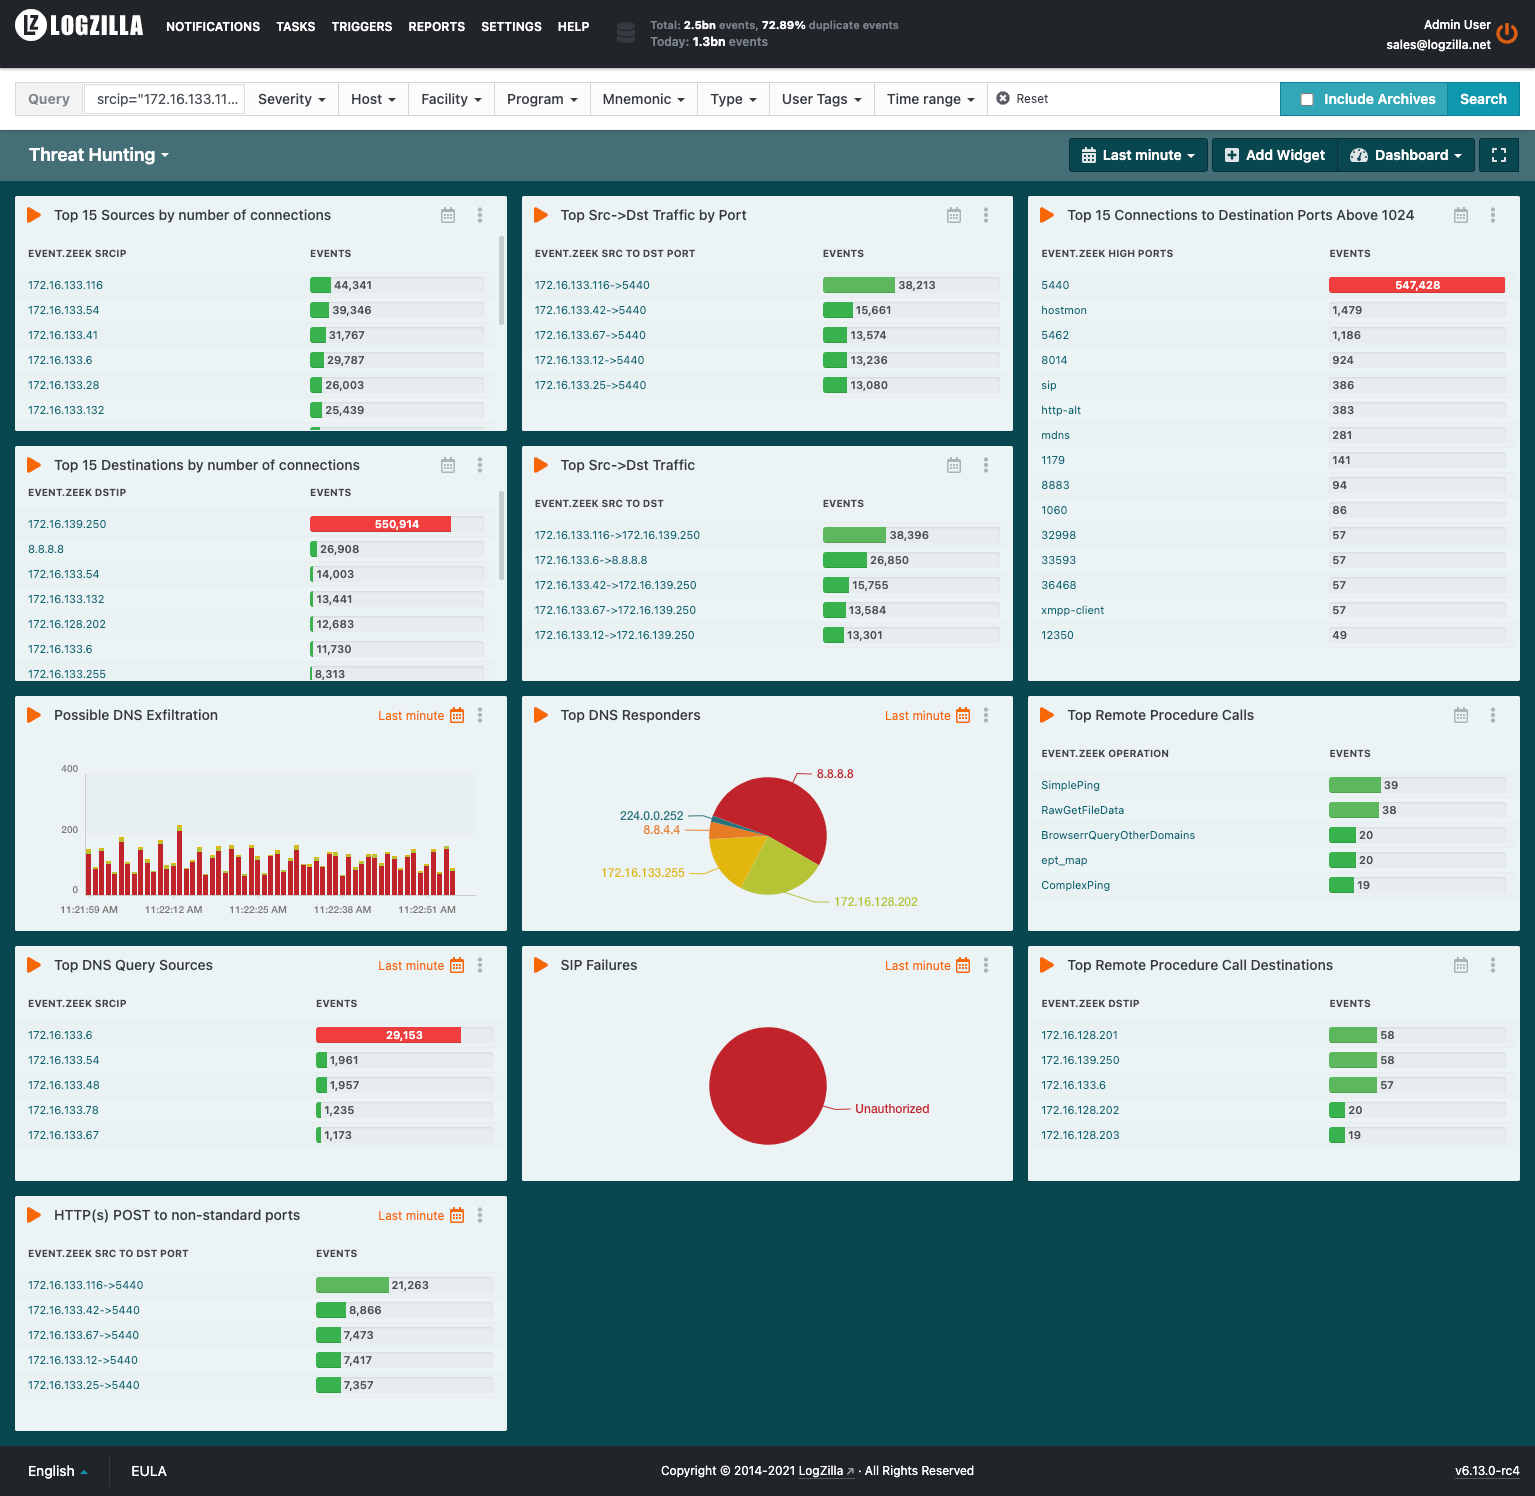 LOGZILLA
NOTIFICATIONS TASKS TRIGGERS REPORTS SETTINGS HELP
Total: 2.5bn events, 72.89% duplicate events
Today: 1.3bn events
Admin User
sales@logzilla.net
Query srcip="172.16.133.11... Severity Host Facility Program Mnemonic Type User Tags Time range Reset Include Archives Search
Threat Hunting
Last minute Add Widget Dashboard
Top 15 Sources by number of connections
EVENT.ZEEK SRCIP EVENTS
172.16.133.116 44,341
172.16.133.54 39,346
172.16.133.41 31,767
172.16.133.6 29,787
172.16.133.28 26,003
172.16.133.132 25,439
Top Src->Dst Traffic by Port
EVENT.ZEEK SRC TO DST PORT EVENTS
172.16.133.116->5440 38,213
172.16.133.42->5440 15,661
172.16.133.67->5440 13,574
172.16.133.12->5440 13,236
172.16.133.25->5440 13,080
Top 15 Connections to Destination Ports Above 1024
EVENT.ZEEK HIGH PORTS EVENTS
5440 547,428
hostmon 1,479
5462 1,186
8014 924
sip 386
http-alt 383
mdns 281
1179 141
8883 94
1060 86
32998 57
33593 57
36468 57
xmpp-client 57
12350 49
Top 15 Destinations by number of connections
EVENT.ZEEK DSTIP EVENTS
172.16.139.250 550,914
8.8.8.8 26,908
172.16.133.54 14,003
172.16.133.132 13,441
172.16.128.202 12,683
172.16.133.6 11,730
172.16.133.255 8,313
Top Src->Dst Traffic
EVENT.ZEEK SRC TO DST EVENTS
172.16.133.116->172.16.139.250 38,396
172.16.133.6->8.8.8.8 26,850
172.16.133.42->172.16.139.250 15,755
172.16.133.67->172.16.139.250 13,584
172.16.133.12->172.16.139.250 13,301
Possible DNS Exfiltration Last minute
400
200
0
11:21:59 AM 11:22:12 AM 11:22:25 AM 11:22:38 AM 11:22:51 AM
Top DNS Responders Last minute
8.8.8.8
224.0.0.252
8.8.4.4
172.16.133.255
172.16.128.202
Top Remote Procedure Calls
EVENT.ZEEK OPERATION EVENTS
SimplePing 39
RawGetFileData 38
BrowserrQueryOtherDomains 20
ept_map 20
ComplexPing 19
Top DNS Query Sources Last minute
EVENT.ZEEK SRCIP EVENTS
172.16.133.6 29,153
172.16.133.54 1,961
172.16.133.48 1,957
172.16.133.78 1,235
172.16.133.67 1,173
SIP Failures Last minute
Unauthorized
Top Remote Procedure Call Destinations
EVENT.ZEEK DSTIP EVENTS
172.16.128.201 58
172.16.139.250 58
172.16.133.6 57
172.16.128.202 20
172.16.128.203 19
HTTP(s) POST to non-standard ports Last minute
EVENT.ZEEK SRC TO DST PORT EVENTS
172.16.133.116->5440 21,263
172.16.133.42->5440 8,866
172.16.133.67->5440 7,473
172.16.133.12->5440 7,417
172.16.133.25->5440 7,357
English EULA Copyright © 2014-2021 LogZilla · All Rights Reserved v6.13.0-rc4